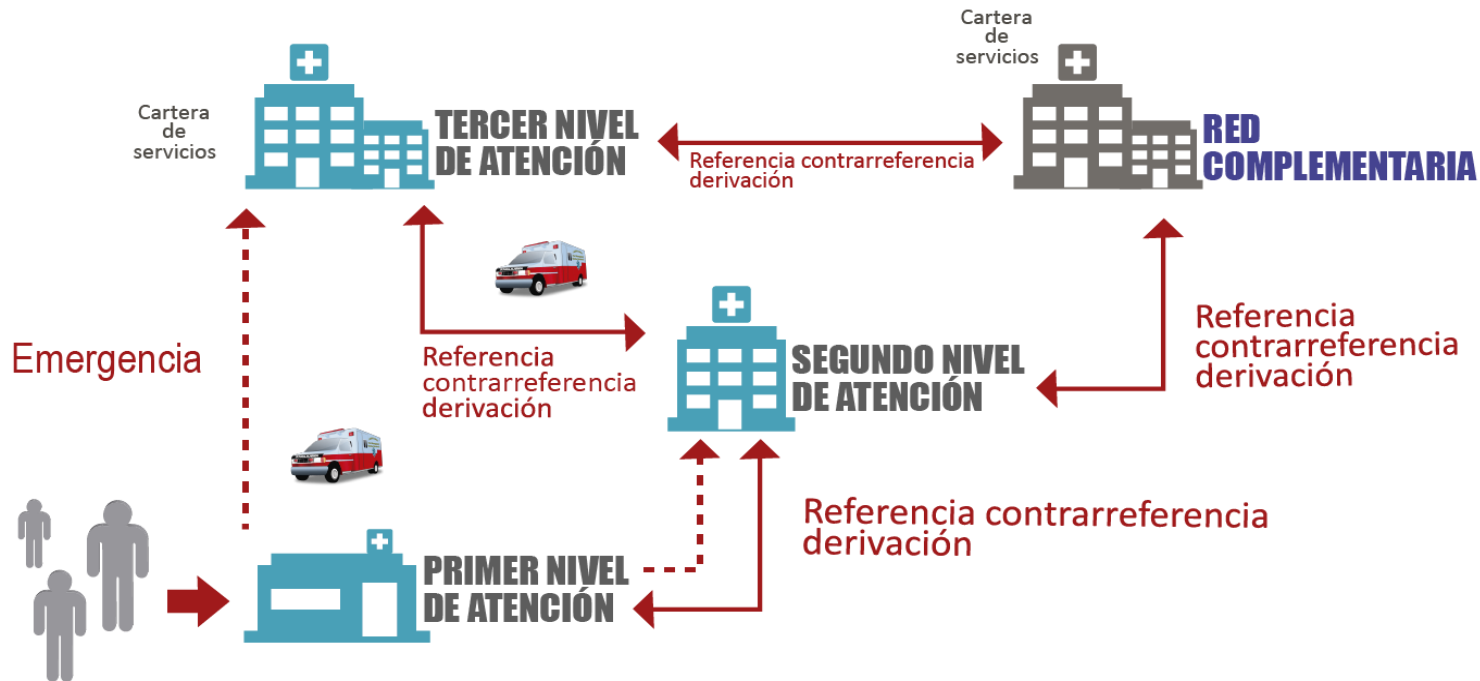 Cartera
de
servicios
Cartera
de
servicios
TERCER NIVEL
DE ATENCIÓN
Referencia contrarreferencia
derivación
RED
COMPLEMENTARIA
Emergencia
Referencia
contrarreferencia
derivación
SEGUNDO NIVEL
DE ATENCIÓN
Referencia
contrarreferencia
derivación
Referencia contrarreferencia
derivación
PRIMER NIVEL
DE ATENCIÓN